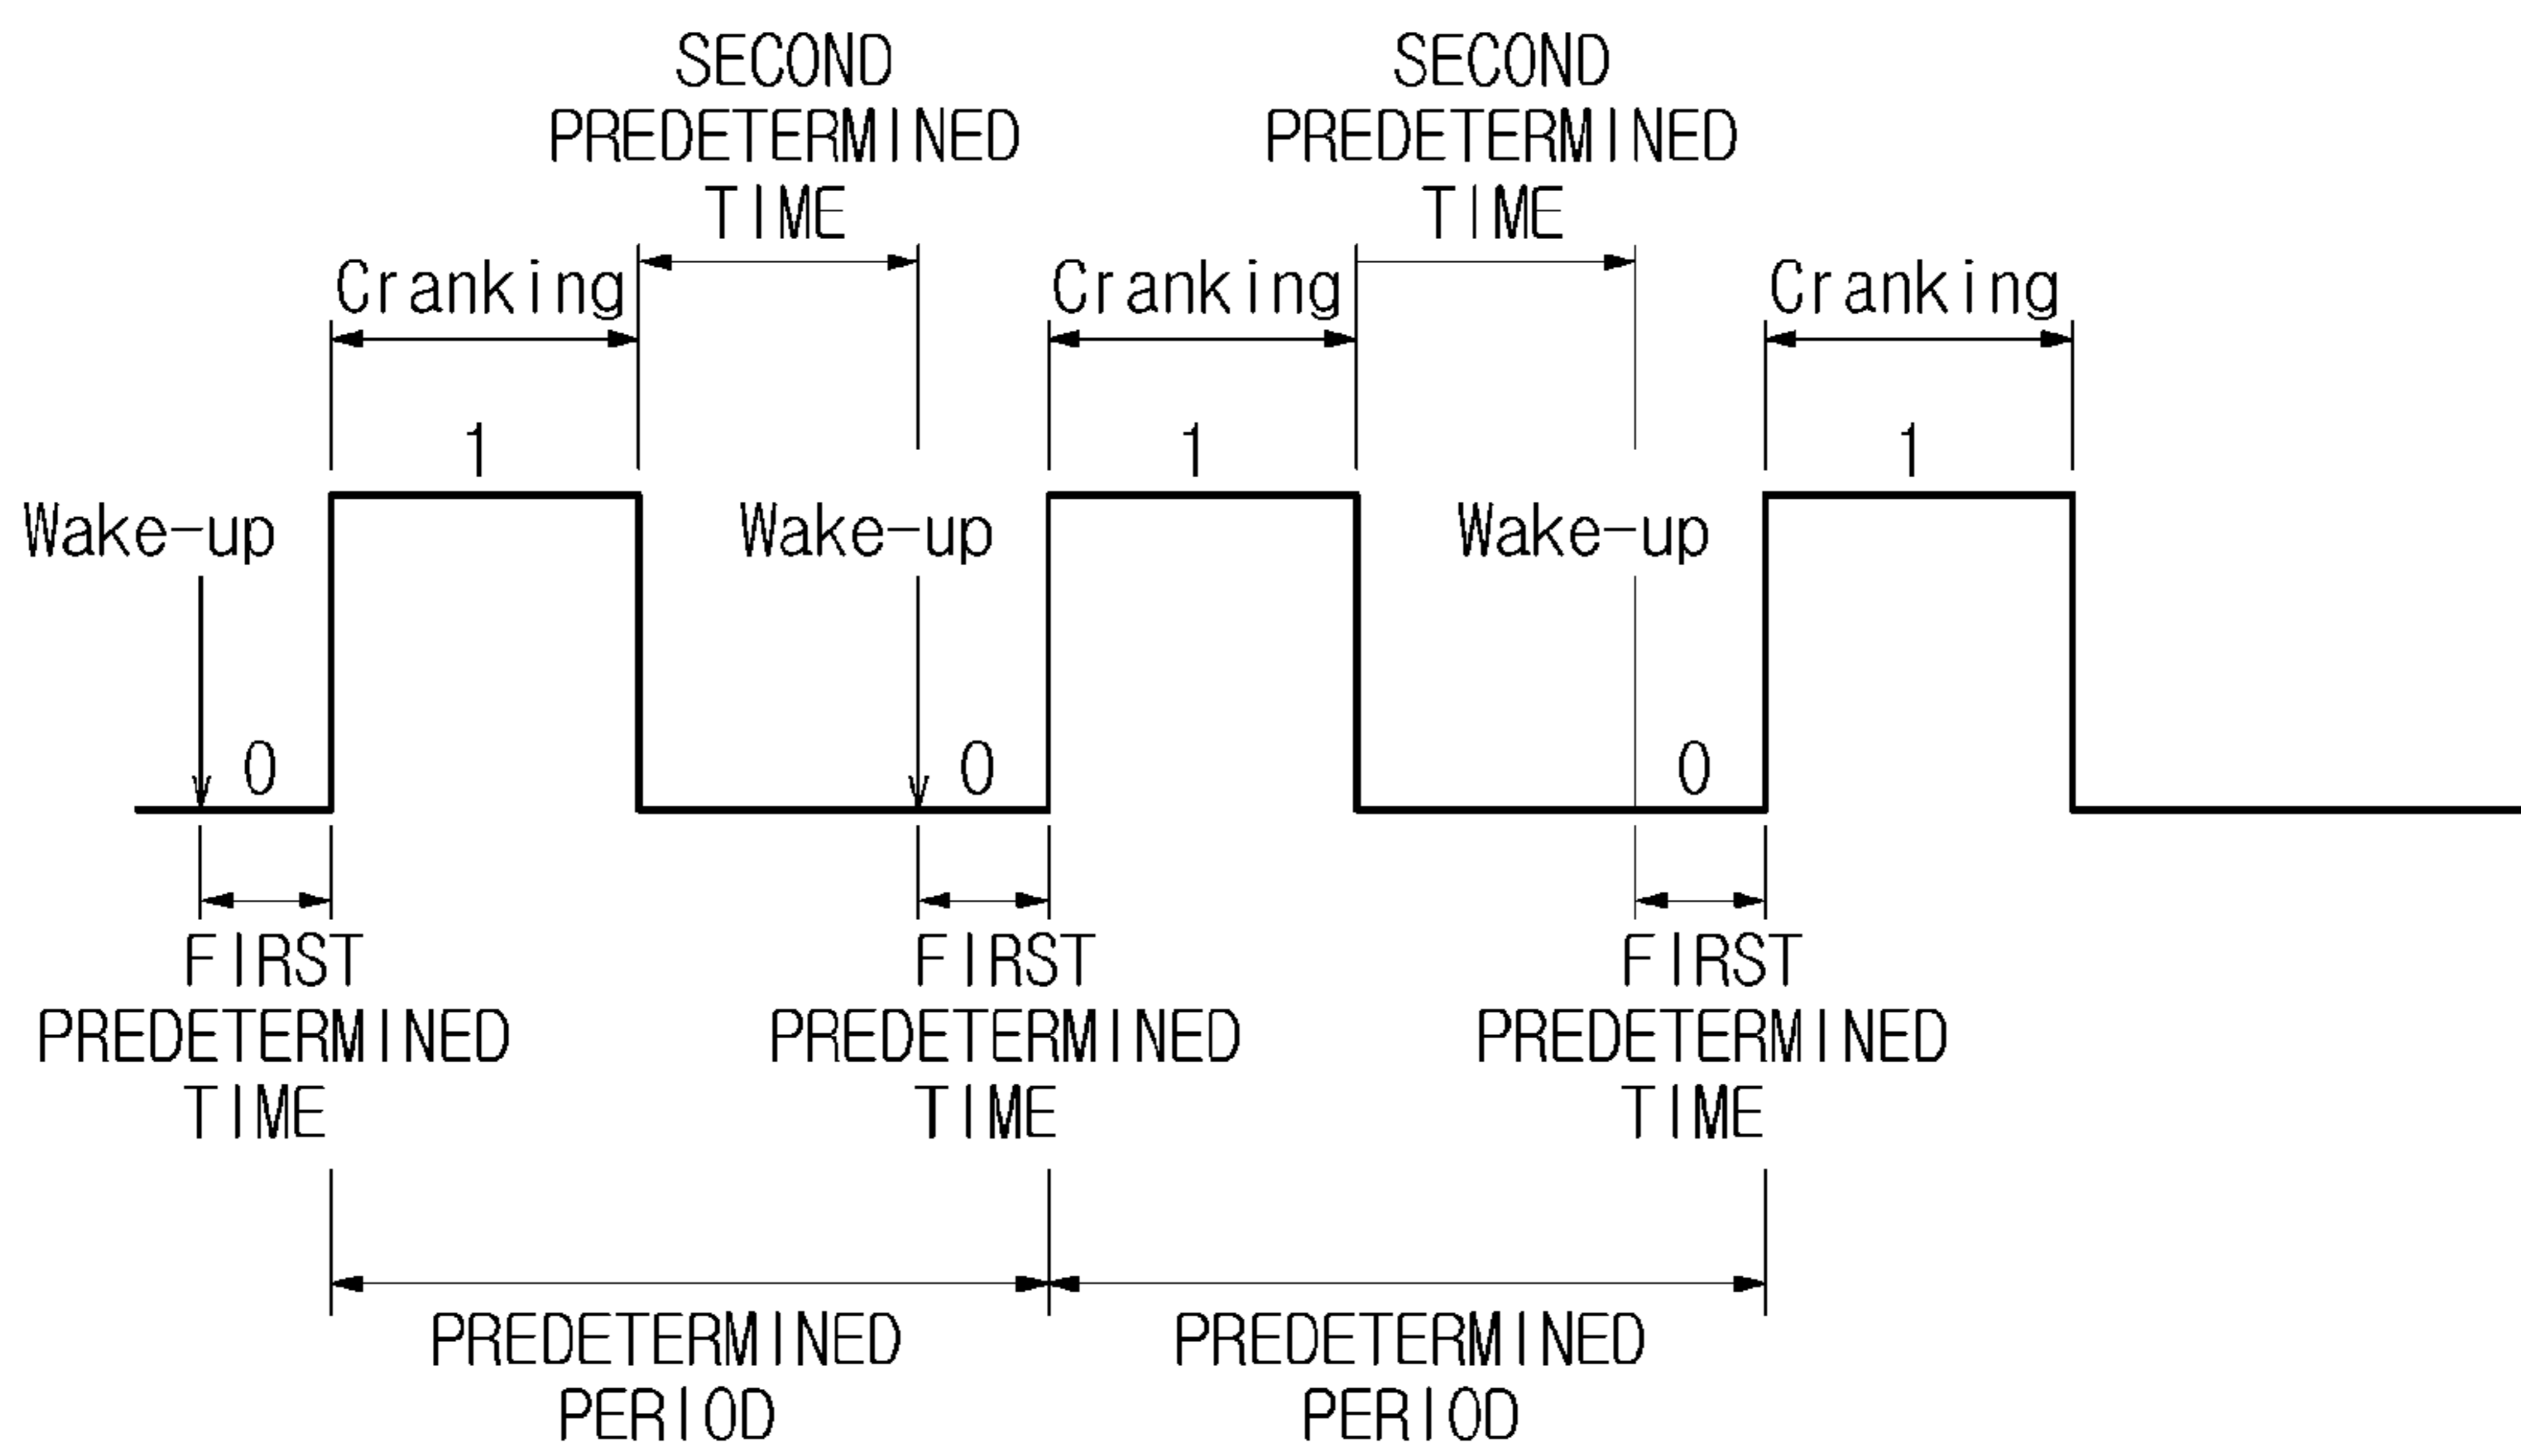 SECOND
PREDETERMINED
TIME
SECOND
PREDETERMINED
TIME
Cranking
Cranking
Cranking
1
1
1
Wake-up
Wake-up
Wake-up
0
0
0
FIRST
PREDETERMINED
TIME
FIRST
PREDETERMINED
TIME
FIRST
PREDETERMINED
TIME
PREDETERMINED
PERIOD
PREDETERMINED
PERIOD